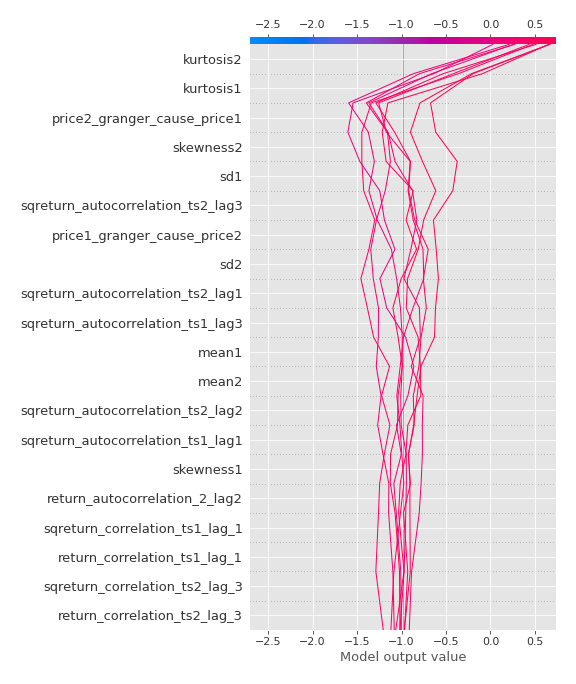 −2.5 −2.0 −1.5 −1.0 −0.5 0.0 0.5
kurtosis2
kurtosis1
price2_granger_cause_price1
skewness2
sd1
sqreturn_autocorrelation_ts2_lag3
price1_granger_cause_price2
sd2
sqreturn_autocorrelation_ts2_lag1
sqreturn_autocorrelation_ts1_lag3
mean1
mean2
sqreturn_autocorrelation_ts2_lag2
sqreturn_autocorrelation_ts1_lag1
skewness1
return_autocorrelation_2_lag2
sqreturn_correlation_ts1_lag_1
return_correlation_ts1_lag_1
sqreturn_correlation_ts2_lag_3
return_correlation_ts2_lag_3
−2.5 −2.0 −1.5 −1.0 −0.5 0.0 0.5
Model output value